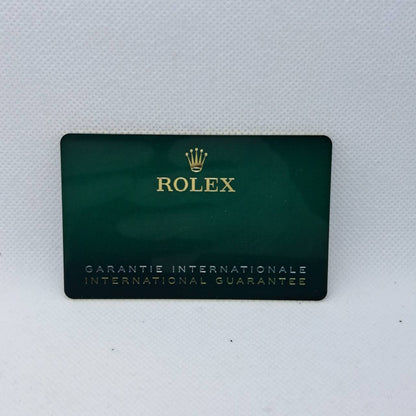 ROLEX
GARANTIE INTERNATIONALE
INTERNATIONAL GUARANTEE